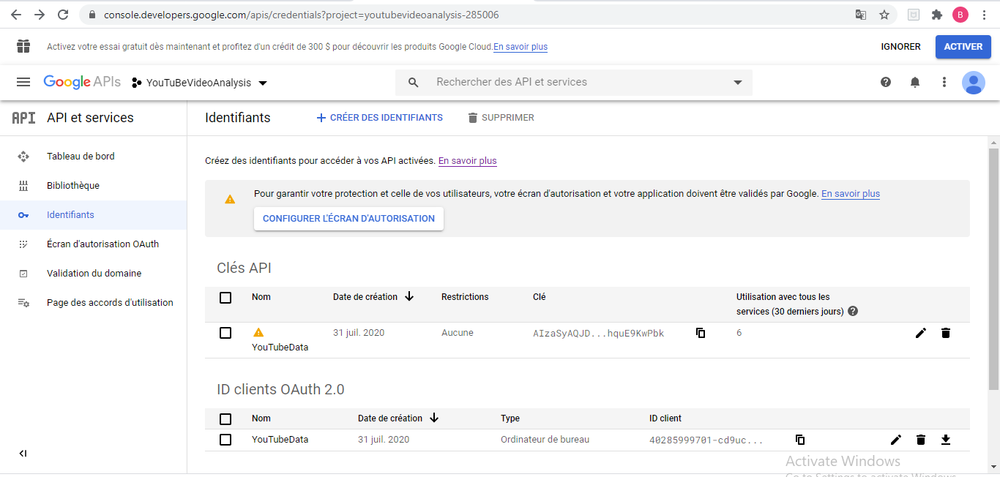 console.developers.google.com/apis/credentials?project=youtubevideoanalysis-285006
B
Activez votre essai gratuit dès maintenant et profitez d'un crédit de 300 $ pour découvrir les produits Google Cloud.En savoir plus
IGNORER
ACTIVER
Google APIs
YouTuBeVideoAnalysis
Rechercher des API et services
API
API et services
Identifiants
CRÉER DES IDENTIFIANTS
SUPPRIMER
Tableau de bord
Bibliothèque
Identifiants
Écran d'autorisation OAuth
Validation du domaine
Page des accords d'utilisation
Créez des identifiants pour accéder à vos API activées. En savoir plus
Pour garantir votre protection et celle de vos utilisateurs, votre écran d'autorisation et votre application doivent être validés par Google. En savoir plus
CONFIGURER L'ÉCRAN D'AUTORISATION
Clés API
Nom Date de création Restrictions Clé Utilisation avec tous les
services (30 derniers jours)
31 juil. 2020 Aucune AIzaSyAQJD...hquE9KwPbk 6
YouTubeData
ID clients OAuth 2.0
Nom Date de création Type ID client
YouTubeData 31 juil. 2020 Ordinateur de bureau 40285999701-cd9uc...
Activate Windows
Go to Settings to activate Windows.